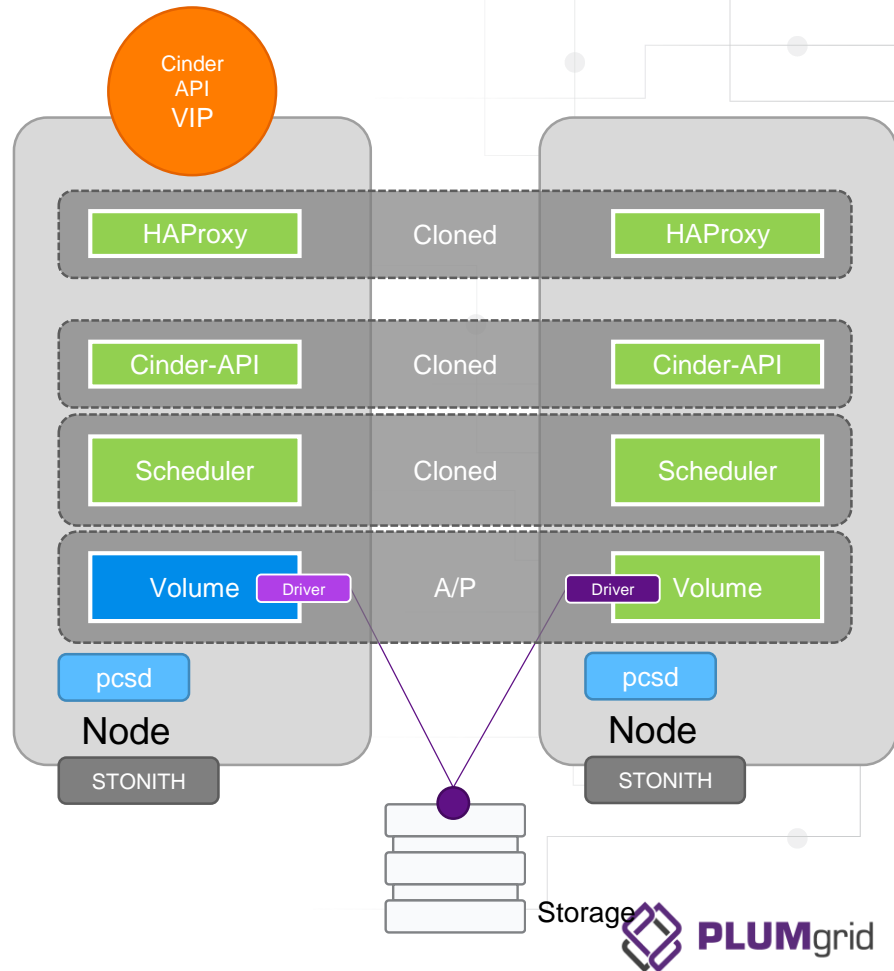 Cinder
API
VIP
HAProxy Cloned HAProxy
Cinder-API Cloned Cinder-API
Scheduler Cloned Scheduler
Volume Driver A/P Driver Volume
pcsd pcsd
Node Node
STONITH STONITH
Storage
PLUMgrid